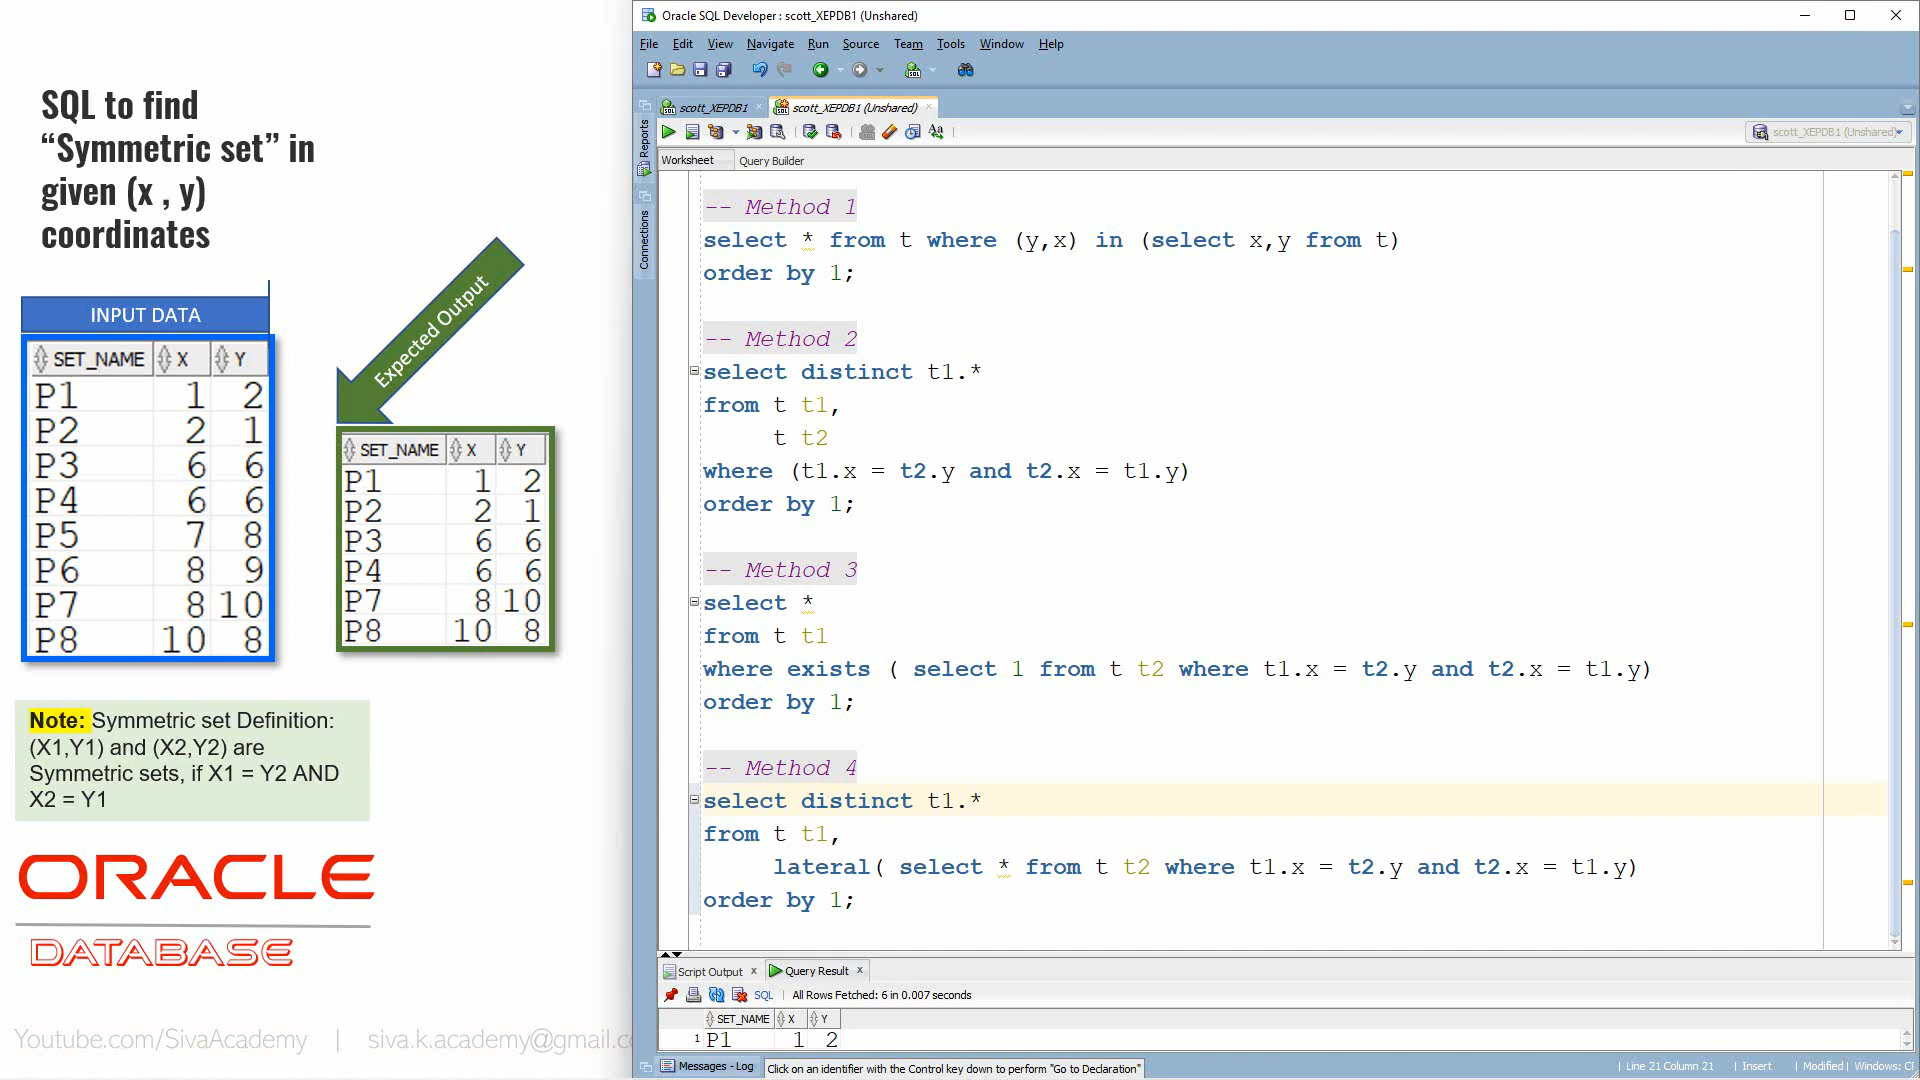 SQL to find
“Symmetric set” in
given (x , y)
coordinates
INPUT DATA
SET_NAME X Y
P1 1 2
P2 2 1
P3 6 6
P4 6 6
P5 7 8
P6 8 9
P7 8 10
P8 10 8
Expected Output
SET_NAME X Y
P1 1 2
P2 2 1
P3 6 6
P4 6 6
P7 8 10
P8 10 8
Note: Symmetric set Definition:
(X1,Y1) and (X2,Y2) are
Symmetric sets, if X1 = Y2 AND
X2 = Y1
ORACLE
DATABASE
Youtube.com/SivaAcademy | siva.k.academy@gmail.c
Oracle SQL Developer : scott_XEPDB1 (Unshared)
File Edit View Navigate Run Source Team Tools Window Help
scott_XEPDB1 scott_XEPDB1 (Unshared)
scott_XEPDB1 (Unshared)
Reports
Connections
Worksheet Query Builder
-- Method 1
select * from t where (y,x) in (select x,y from t)
order by 1;
-- Method 2
select distinct t1.*
from t t1,
t t2
where (t1.x = t2.y and t2.x = t1.y)
order by 1;
-- Method 3
select *
from t t1
where exists ( select 1 from t t2 where t1.x = t2.y and t2.x = t1.y)
order by 1;
-- Method 4
select distinct t1.*
from t t1,
lateral( select * from t t2 where t1.x = t2.y and t2.x = t1.y)
order by 1;
Script Output x Query Result x
SQL | All Rows Fetched: 6 in 0.007 seconds
SET_NAME X Y
1 P1 1 2
Messages - Log Click on an identifier with the Control key down to perform "Go to Declaration"
Line 21 Column 21 | Insert | Modified | Windows: C